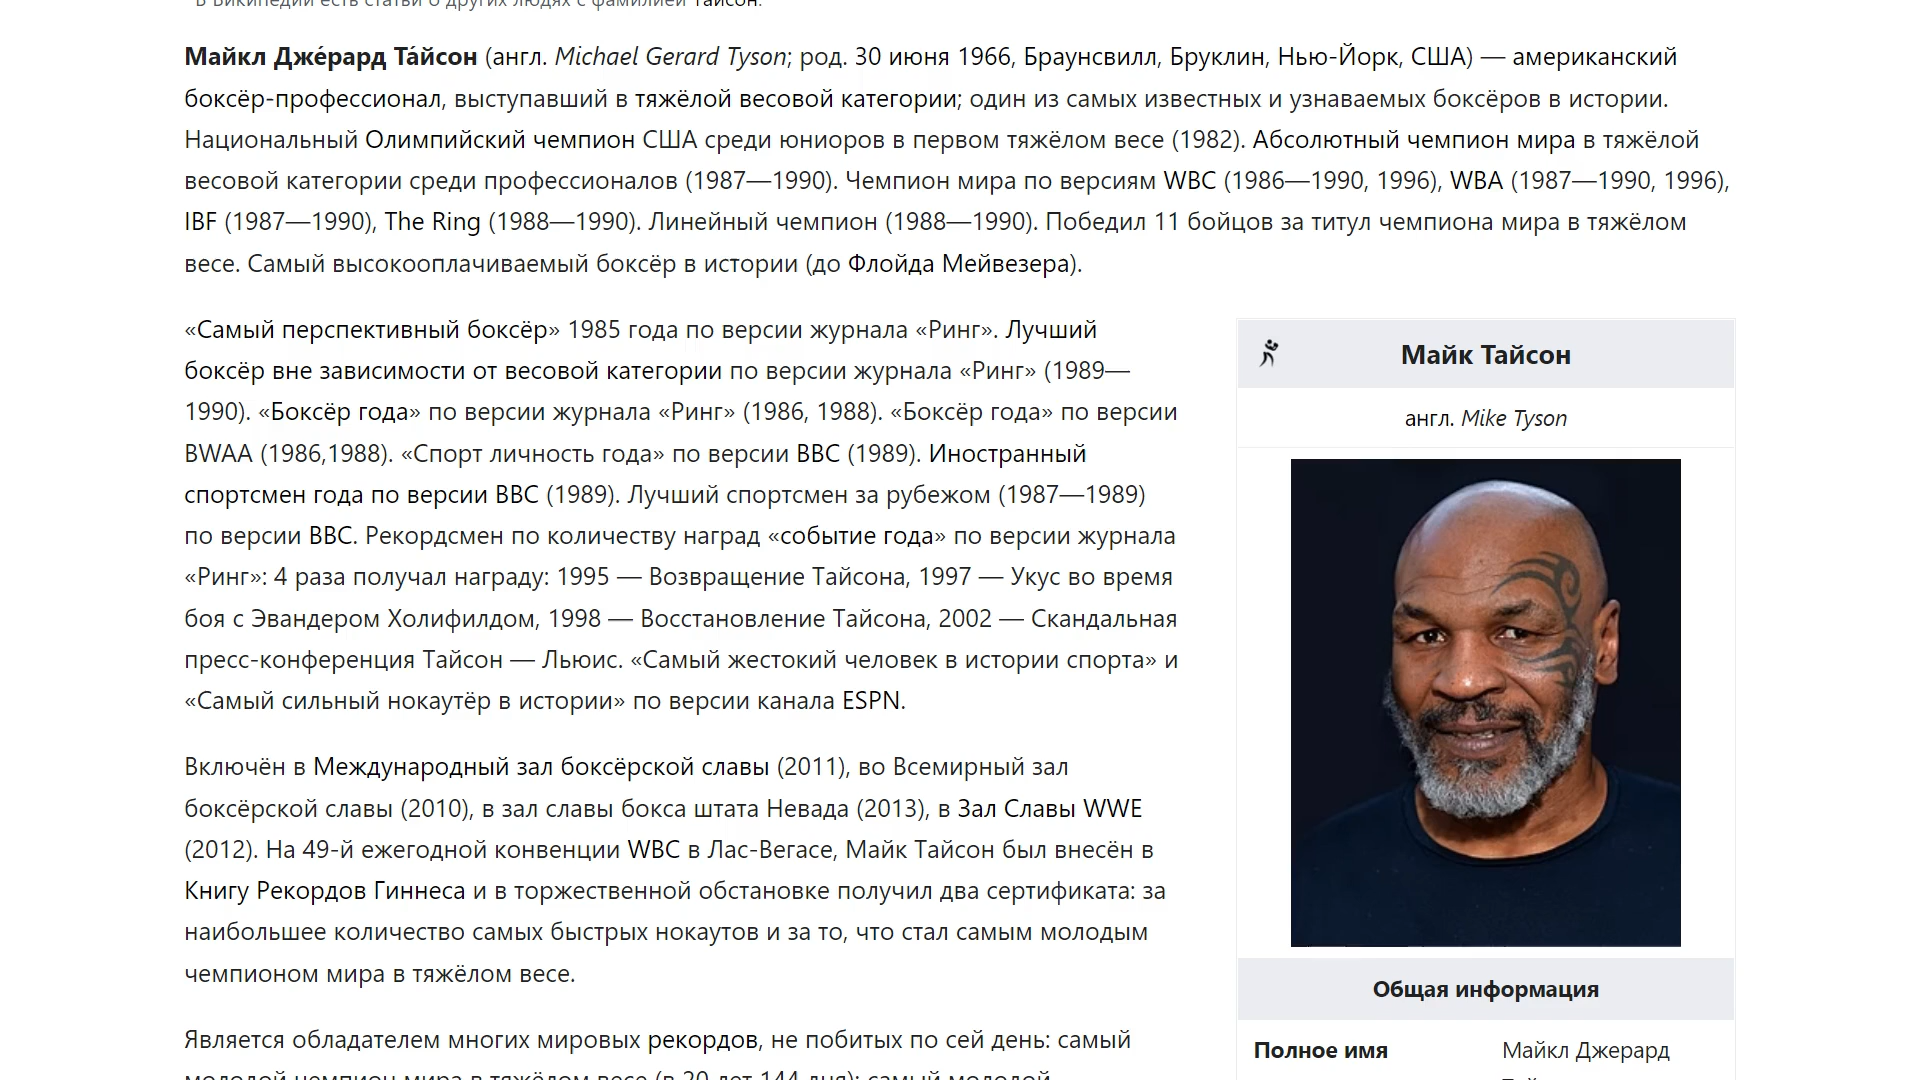 В Википедии есть статьи о других людях с фамилией Тайсон.
Майкл Дже́рард Та́йсон (англ. Michael Gerard Tyson; род. 30 июня 1966, Браунсвилл, Бруклин, Нью-Йорк, США) — американский
боксёр-профессионал, выступавший в тяжёлой весовой категории; один из самых известных и узнаваемых боксёров в истории.
Национальный Олимпийский чемпион США среди юниоров в первом тяжёлом весе (1982). Абсолютный чемпион мира в тяжёлой
весовой категории среди профессионалов (1987—1990). Чемпион мира по версиям WBC (1986—1990, 1996), WBA (1987—1990, 1996),
IBF (1987—1990), The Ring (1988—1990). Линейный чемпион (1988—1990). Победил 11 бойцов за титул чемпиона мира в тяжёлом
весе. Самый высокооплачиваемый боксёр в истории (до Флойда Мейвезера).
«Самый перспективный боксёр» 1985 года по версии журнала «Ринг». Лучший
боксёр вне зависимости от весовой категории по версии журнала «Ринг» (1989—
1990). «Боксёр года» по версии журнала «Ринг» (1986, 1988). «Боксёр года» по версии
BWAA (1986,1988). «Спорт личность года» по версии BBC (1989). Иностранный
спортсмен года по версии BBC (1989). Лучший спортсмен за рубежом (1987—1989)
по версии BBC. Рекордсмен по количеству наград «событие года» по версии журнала
«Ринг»: 4 раза получал награду: 1995 — Возвращение Тайсона, 1997 — Укус во время
боя с Эвандером Холифилдом, 1998 — Восстановление Тайсона, 2002 — Скандальная
пресс-конференция Тайсон — Льюис. «Самый жестокий человек в истории спорта» и
«Самый сильный нокаутёр в истории» по версии канала ESPN.
Включён в Международный зал боксёрской славы (2011), во Всемирный зал
боксёрской славы (2010), в зал славы бокса штата Невада (2013), в Зал Славы WWE
(2012). На 49-й ежегодной конвенции WBC в Лас-Вегасе, Майк Тайсон был внесён в
Книгу Рекордов Гиннеса и в торжественной обстановке получил два сертификата: за
наибольшее количество самых быстрых нокаутов и за то, что стал самым молодым
чемпионом мира в тяжёлом весе.
Является обладателем многих мировых рекордов, не побитых по сей день: самый
молодой чемпион мира в тяжёлом весе (в 20 лет 144 дня); самый молодой
Майк Тайсон
англ. Mike Tyson
Общая информация
Полное имя Майкл Джерард